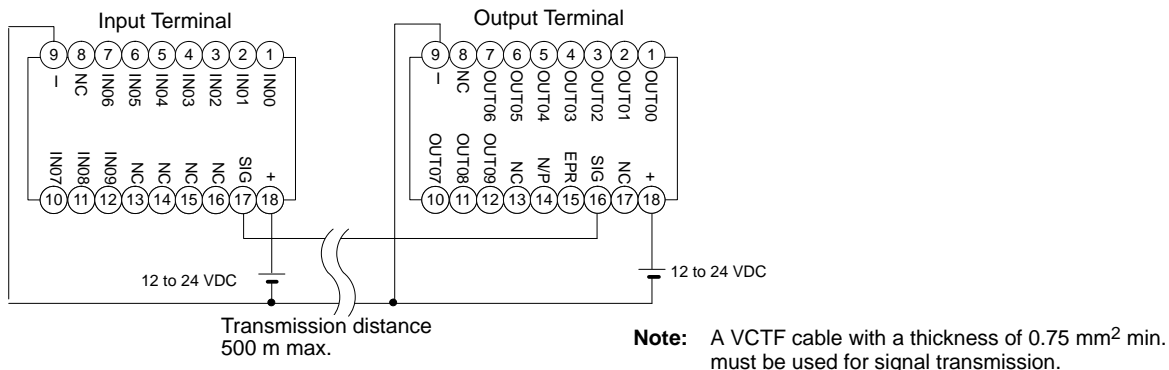 Input Terminal
Output Terminal
9 8 7 6 5 4 3 2 1
– NC IN06 IN05 IN04 IN03 IN02 IN01 IN00
IN07 IN08 IN09 NC NC NC NC SIG +
10 11 12 13 14 15 16 17 18
9 8 7 6 5 4 3 2 1
– NC OUT06 OUT05 OUT04 OUT03 OUT02 OUT01 OUT00
OUT07 OUT08 OUT09 NC N/P EPR SIG NC +
10 11 12 13 14 15 16 17 18
12 to 24 VDC
12 to 24 VDC
Transmission distance
500 m max.
Note: A VCTF cable with a thickness of 0.75 mm² min.
must be used for signal transmission.